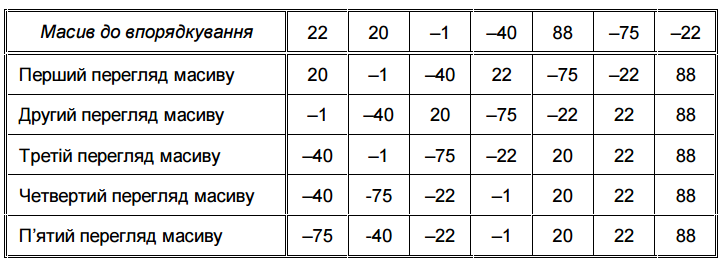 Масив до впорядкування 22 20 –1 –40 88 –75 –22
Перший перегляд масиву 20 –1 –40 22 –75 –22 88
Другий перегляд масиву –1 –40 20 –75 –22 22 88
Третій перегляд масиву –40 –1 –75 –22 20 22 88
Четвертий перегляд масиву –40 -75 –22 –1 20 22 88
П’ятий перегляд масиву –75 -40 –22 –1 20 22 88